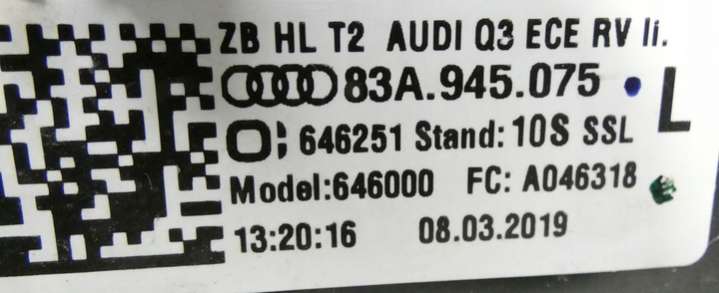 ZB HL T2 AUDI Q3 ECE RV li.
83A.945.075
L
646251 Stand: 10S SSL
Model:646000 FC: A046318
13:20:16 08.03.2019